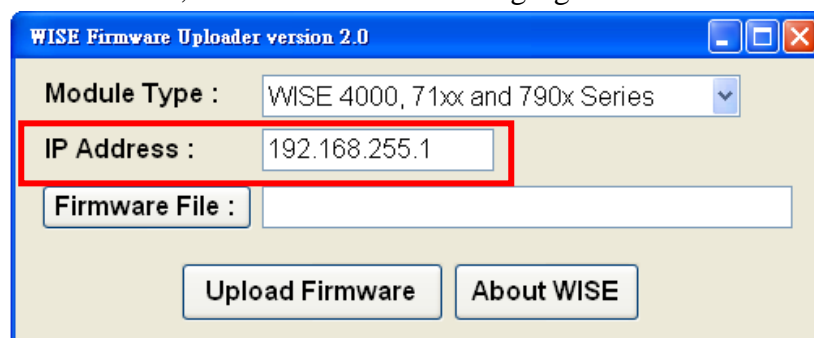 WISE Firmware Uploader version 2.0
Module Type : WISE 4000, 71xx and 790x Series
IP Address : 192.168.255.1
Firmware File :
Upload Firmware About WISE